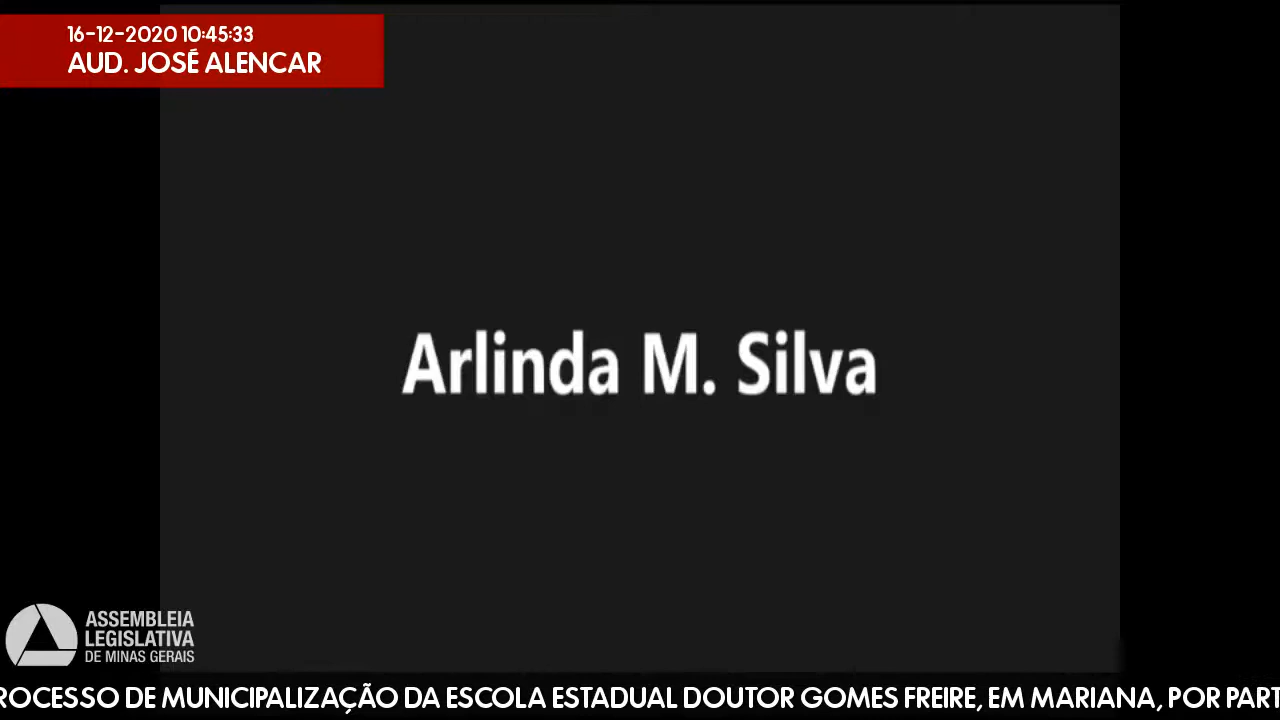 16-12-2020 10:45:33
AUD. JOSÉ ALENCAR
Arlinda M. Silva
ASSEMBLEIA
LEGISLATIVA
DE MINAS GERAIS
ROCESSO DE MUNICIPALIZAÇÃO DA ESCOLA ESTADUAL DOUTOR GOMES FREIRE, EM MARIANA, POR PART